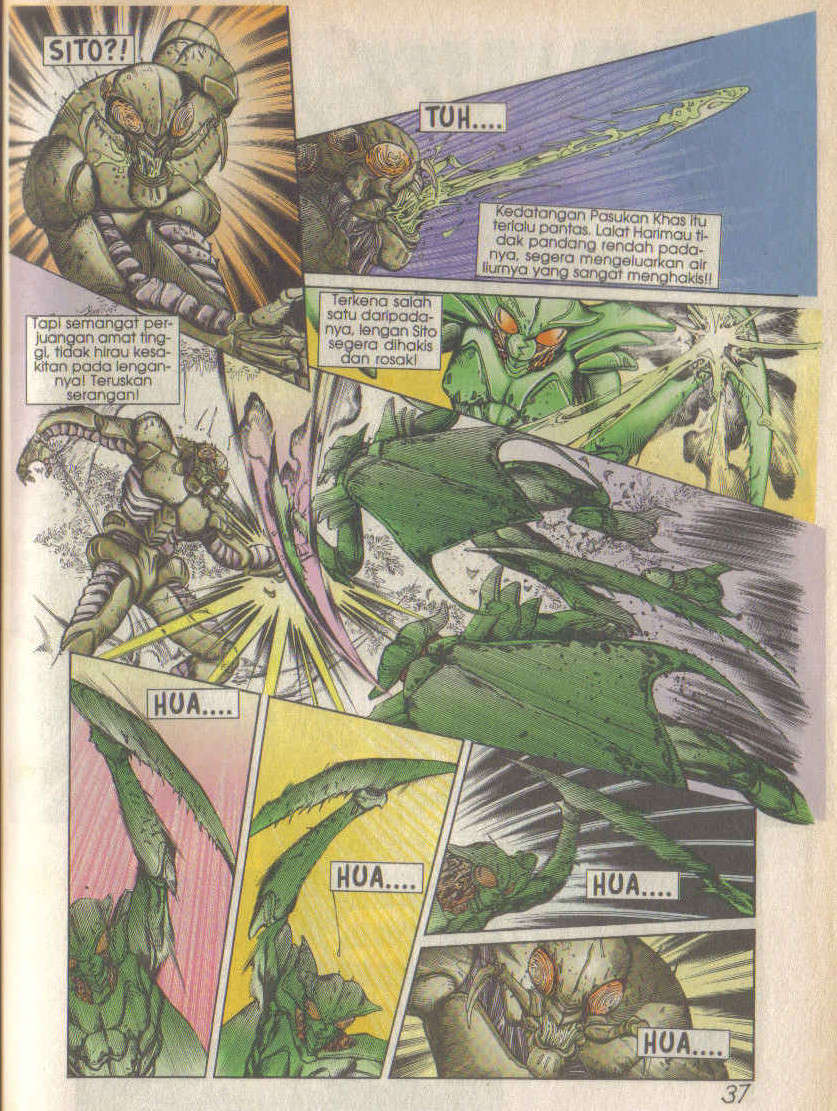 SITO?!
TUH....
Kedatangan Pasukan Khas itu
terlalu pantas. Lalat Harimau ti-
dak pandang rendah pada-
nya, segera mengeluarkan air
liurnya yang sangat menghakis!!
Terkena salah
satu daripada-
nya, lengan Sito
segera dihakis
dan rosak!
Tapi semangat per-
juangan amat ting-
gi, tidak hirau kesa-
kitan pada lengan-
nya! Teruskan
serangan!
HUA....
HUA....
HUA....
HUA....
37